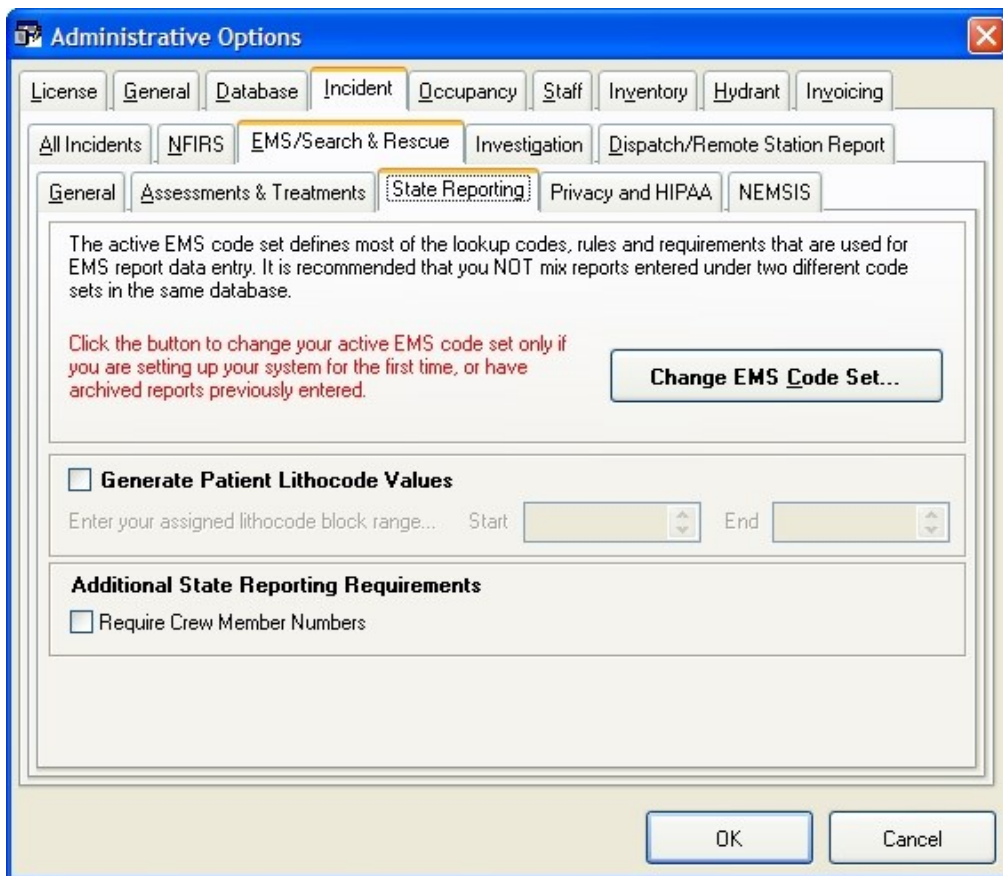 Administrative Options
License General Database Incident Occupancy Staff Inventory Hydrant Invoicing
All Incidents NFIRS EMS/Search & Rescue Investigation Dispatch/Remote Station Report
General Assessments & Treatments State Reporting Privacy and HIPAA NEMSIS
The active EMS code set defines most of the lookup codes, rules and requirements that are used for
EMS report data entry. It is recommended that you NOT mix reports entered under two different code
sets in the same database.
Click the button to change your active EMS code set only if
you are setting up your system for the first time, or have
archived reports previously entered.
Change EMS Code Set...
Generate Patient Lithocode Values
Enter your assigned lithocode block range... Start End
Additional State Reporting Requirements
Require Crew Member Numbers
OK Cancel